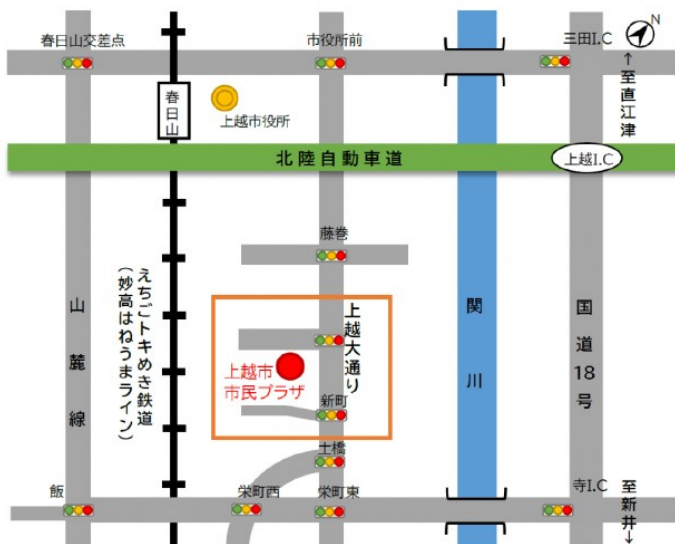 春日山交差点
市役所前
三田I.C
N
↑至直江津
春日山
上越市役所
北陸自動車道
上越I.C
藤巻
山麓線
えちごトキめき鉄道
(妙高はねうまライン)
上越大通り
関川
国道18号
上越市
市民プラザ
新町
土橋
飯
栄町西
栄町東
寺I.C
至新井↓